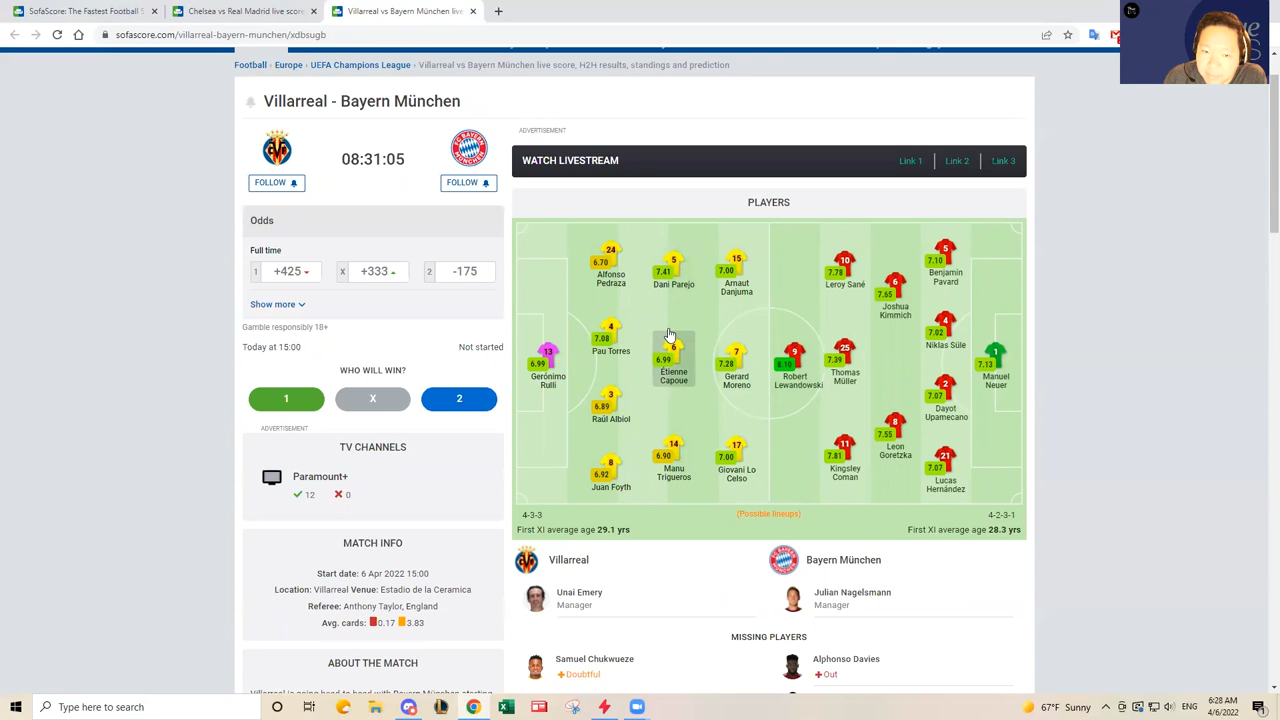 SofaScore: The Fastest Football S
Chelsea vs Real Madrid live score
Villarreal vs Bayern München live
sofascore.com/villarreal-bayern-munchen/xdbsugb
Football
Europe
UEFA Champions League
Villarreal vs Bayern München live score, H2H results, standings and prediction
Villarreal - Bayern München
08:31:05
FOLLOW
FOLLOW
Odds
Full time
1 +425
X +333
2 -175
Show more
Gamble responsibly 18+
Today at 15:00
Not started
WHO WILL WIN?
1
X
2
ADVERTISEMENT
TV CHANNELS
Paramount+
12
0
MATCH INFO
Start date: 6 Apr 2022 15:00
Location: Villarreal Venue: Estadio de la Ceramica
Referee: Anthony Taylor, England
Avg. cards: 0.17 3.83
ABOUT THE MATCH
Villarreal is going head to head with Bayern München starting
ADVERTISEMENT
WATCH LIVESTREAM
Link 1
Link 2
Link 3
PLAYERS
13
6.99
Gerónimo
Rulli
24
6.70
Alfonso
Pedraza
4
7.08
Pau Torres
3
6.89
Raúl Albiol
8
6.92
Juan Foyth
5
7.41
Dani Parejo
6
6.99
Étienne
Capoue
14
6.90
Manu
Trigueros
15
7.00
Arnaut
Danjuma
7
7.28
Gerard
Moreno
17
7.00
Giovani Lo
Celso
9
8.10
Robert
Lewandowski
10
7.78
Leroy Sané
25
7.39
Thomas
Müller
11
7.81
Kingsley
Coman
6
7.65
Joshua
Kimmich
8
7.55
Leon
Goretzka
5
7.10
Benjamin
Pavard
4
7.02
Niklas Süle
2
7.07
Dayot
Upamecano
21
7.07
Lucas
Hernández
1
7.13
Manuel
Neuer
4-3-3
(Possible lineups)
4-2-3-1
First XI average age 29.1 yrs
First XI average age 28.3 yrs
Villarreal
Bayern München
Unai Emery
Manager
Julian Nagelsmann
Manager
MISSING PLAYERS
Samuel Chukwueze
Doubtful
Alphonso Davies
Out
Type here to search
67°F Sunny
ENG
6:28 AM
4/6/2022